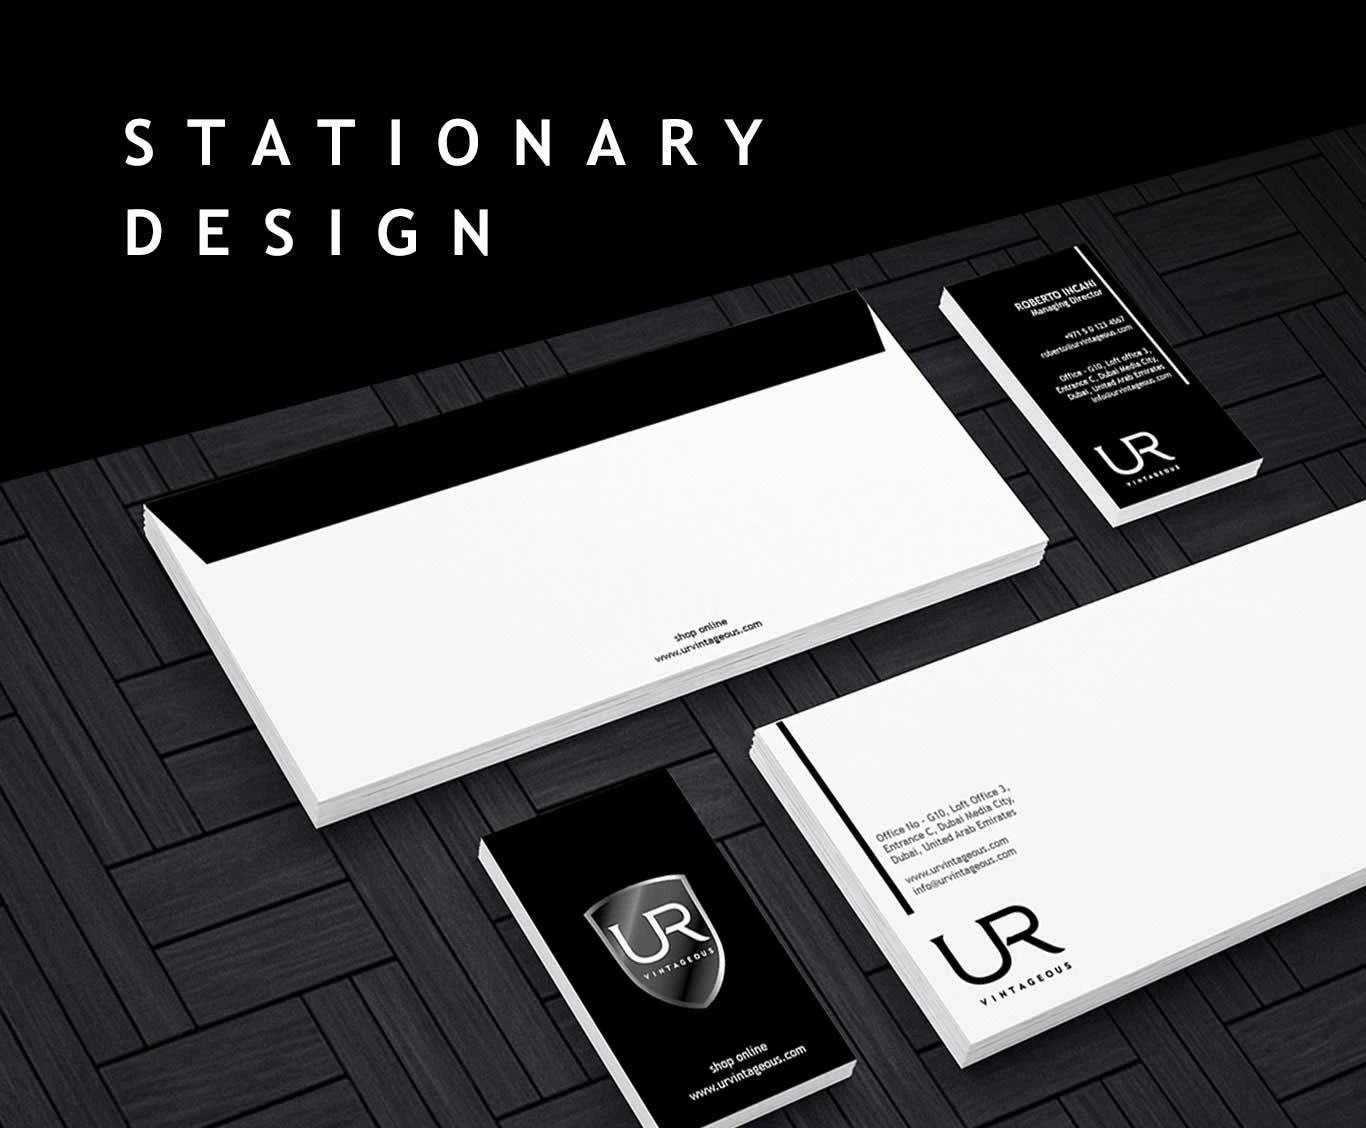 STATIONARY
DESIGN
ROBERTO INCANI
Managing Director
+971 5 0 123 4567
roberto@urvintageous.com
Office - G10, Loft office 3,
Entrance C, Dubai Media City,
Dubai, United Arab Emirates
info@urvintageous.com
UR
VINTAGEOUS
shop online
www.urvintageous.com
Office No - G10, Loft Office 3,
Entrance C, Dubai Media City,
Dubai, United Arab Emirates
www.urvintageous.com
info@urvintageous.com
UR
VINTAGEOUS
UR
VINTAGEOUS
shop online
www.urvintageous.com